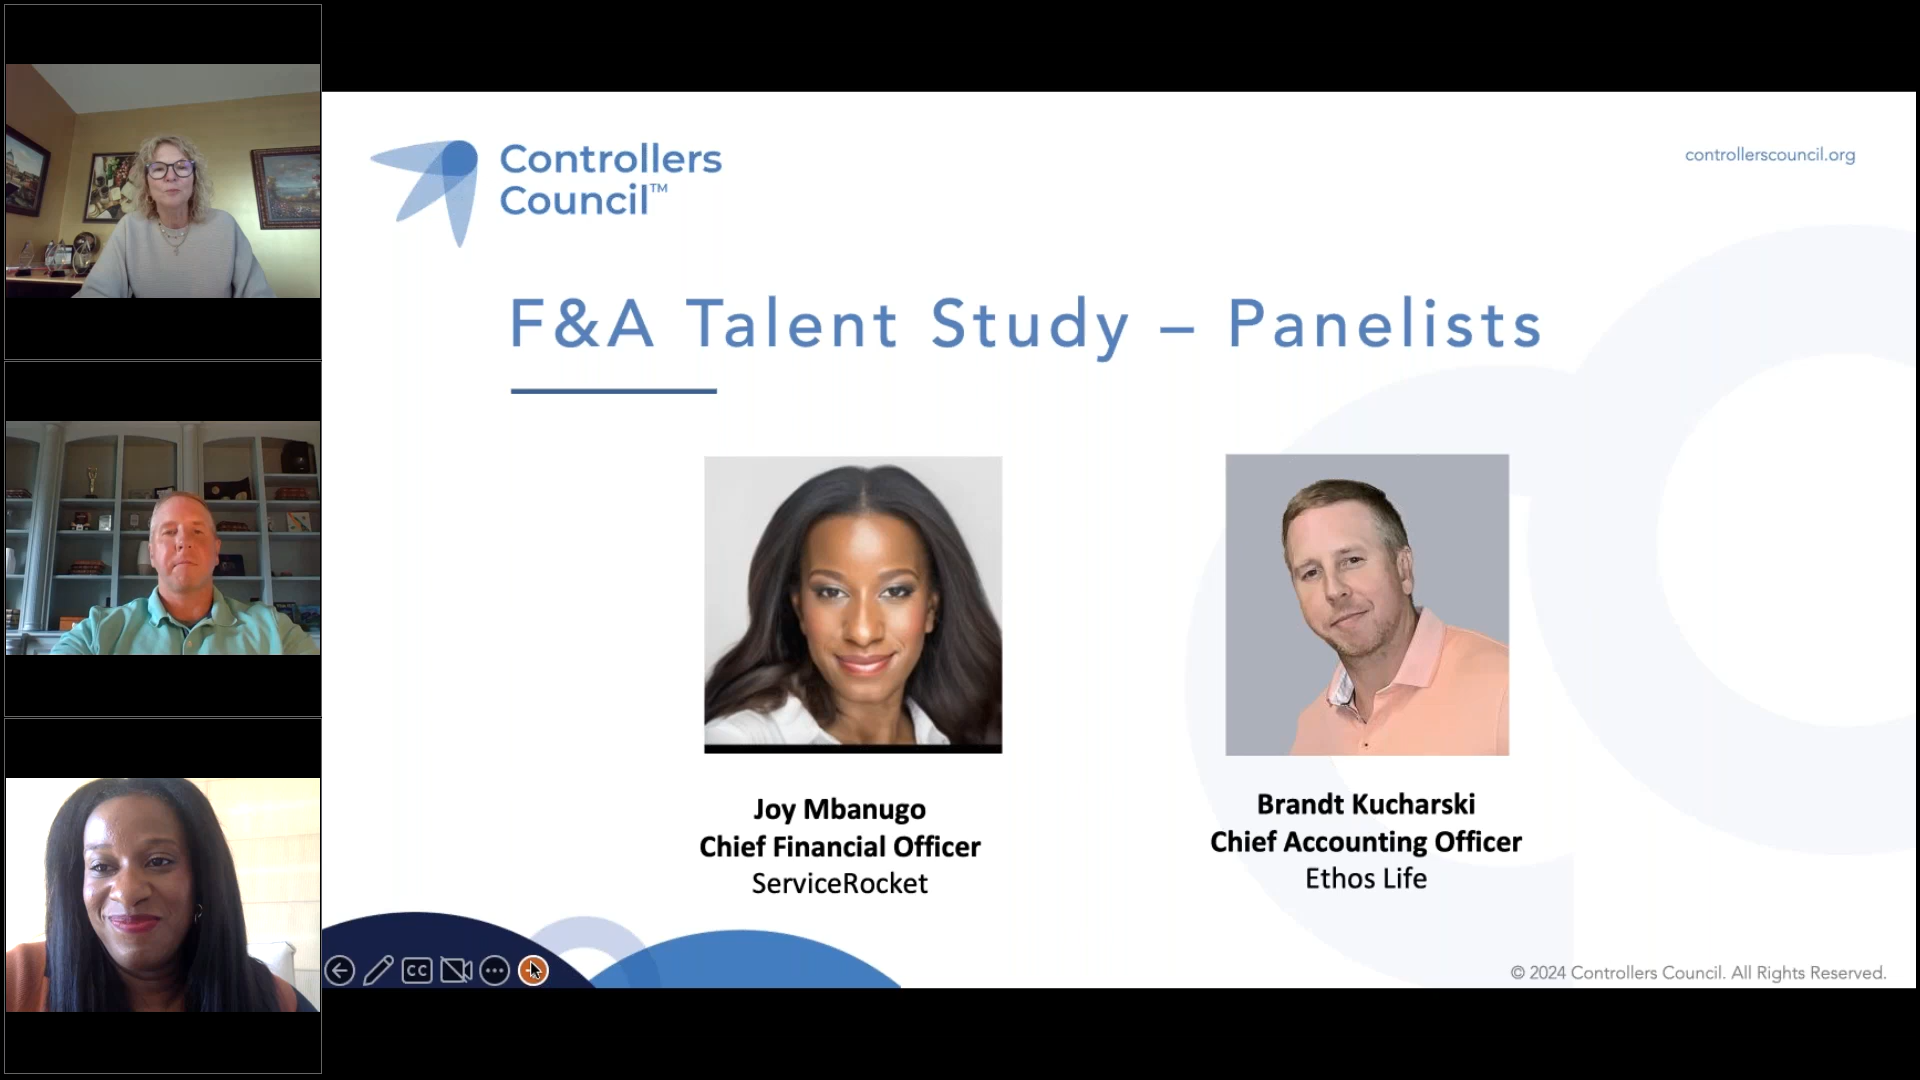 Controllers
Council™
controllerscouncil.org
F&A Talent Study – Panelists
Joy Mbanugo
Chief Financial Officer
ServiceRocket
Brandt Kucharski
Chief Accounting Officer
Ethos Life
CC
© 2024 Controllers Council. All Rights Reserved.